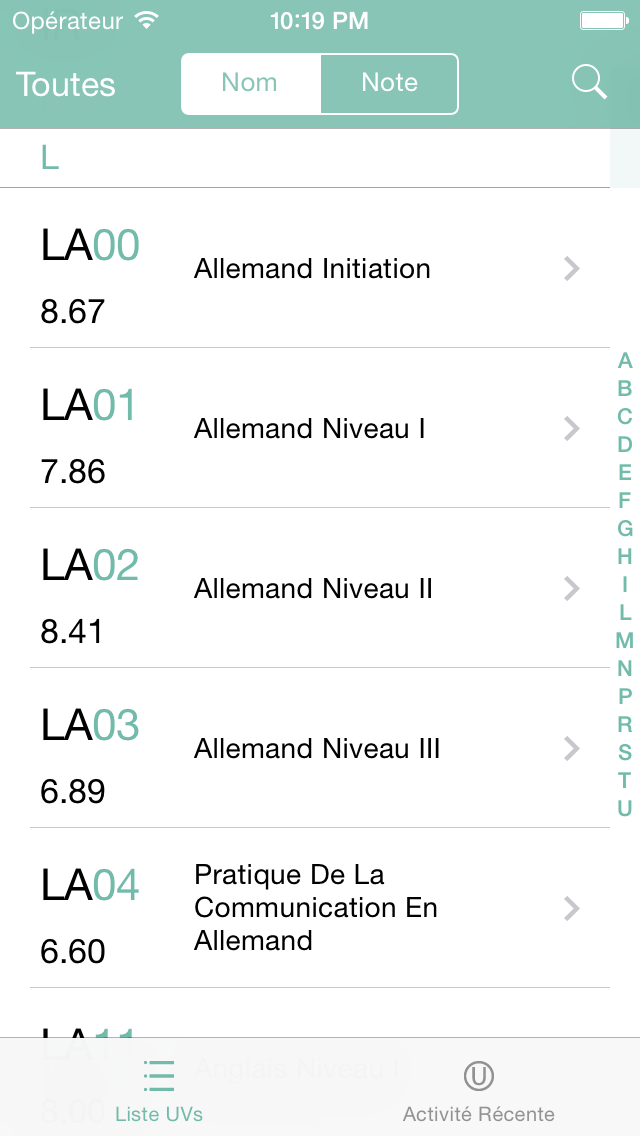 Opérateur 10:19 PM
Toutes Nom Note
L
LA00
Allemand Initiation
8.67
LA01
Allemand Niveau I
7.86
LA02
Allemand Niveau II
8.41
LA03
Allemand Niveau III
6.89
LA04
Pratique De La
Communication En
Allemand
6.60
LA11
Anglais Niveau I
8.00
A
B
C
D
E
F
G
H
I
L
M
N
P
R
S
T
U
Liste UVs
U
Activité Récente